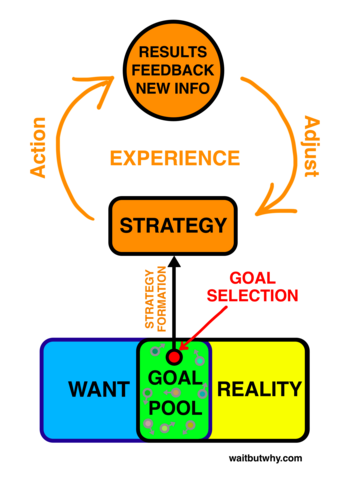 RESULTS
FEEDBACK
NEW INFO
Action
Adjust
EXPERIENCE
STRATEGY
STRATEGY
FORMATION
GOAL
SELECTION
WANT
GOAL
POOL
REALITY
waitbutwhy.com